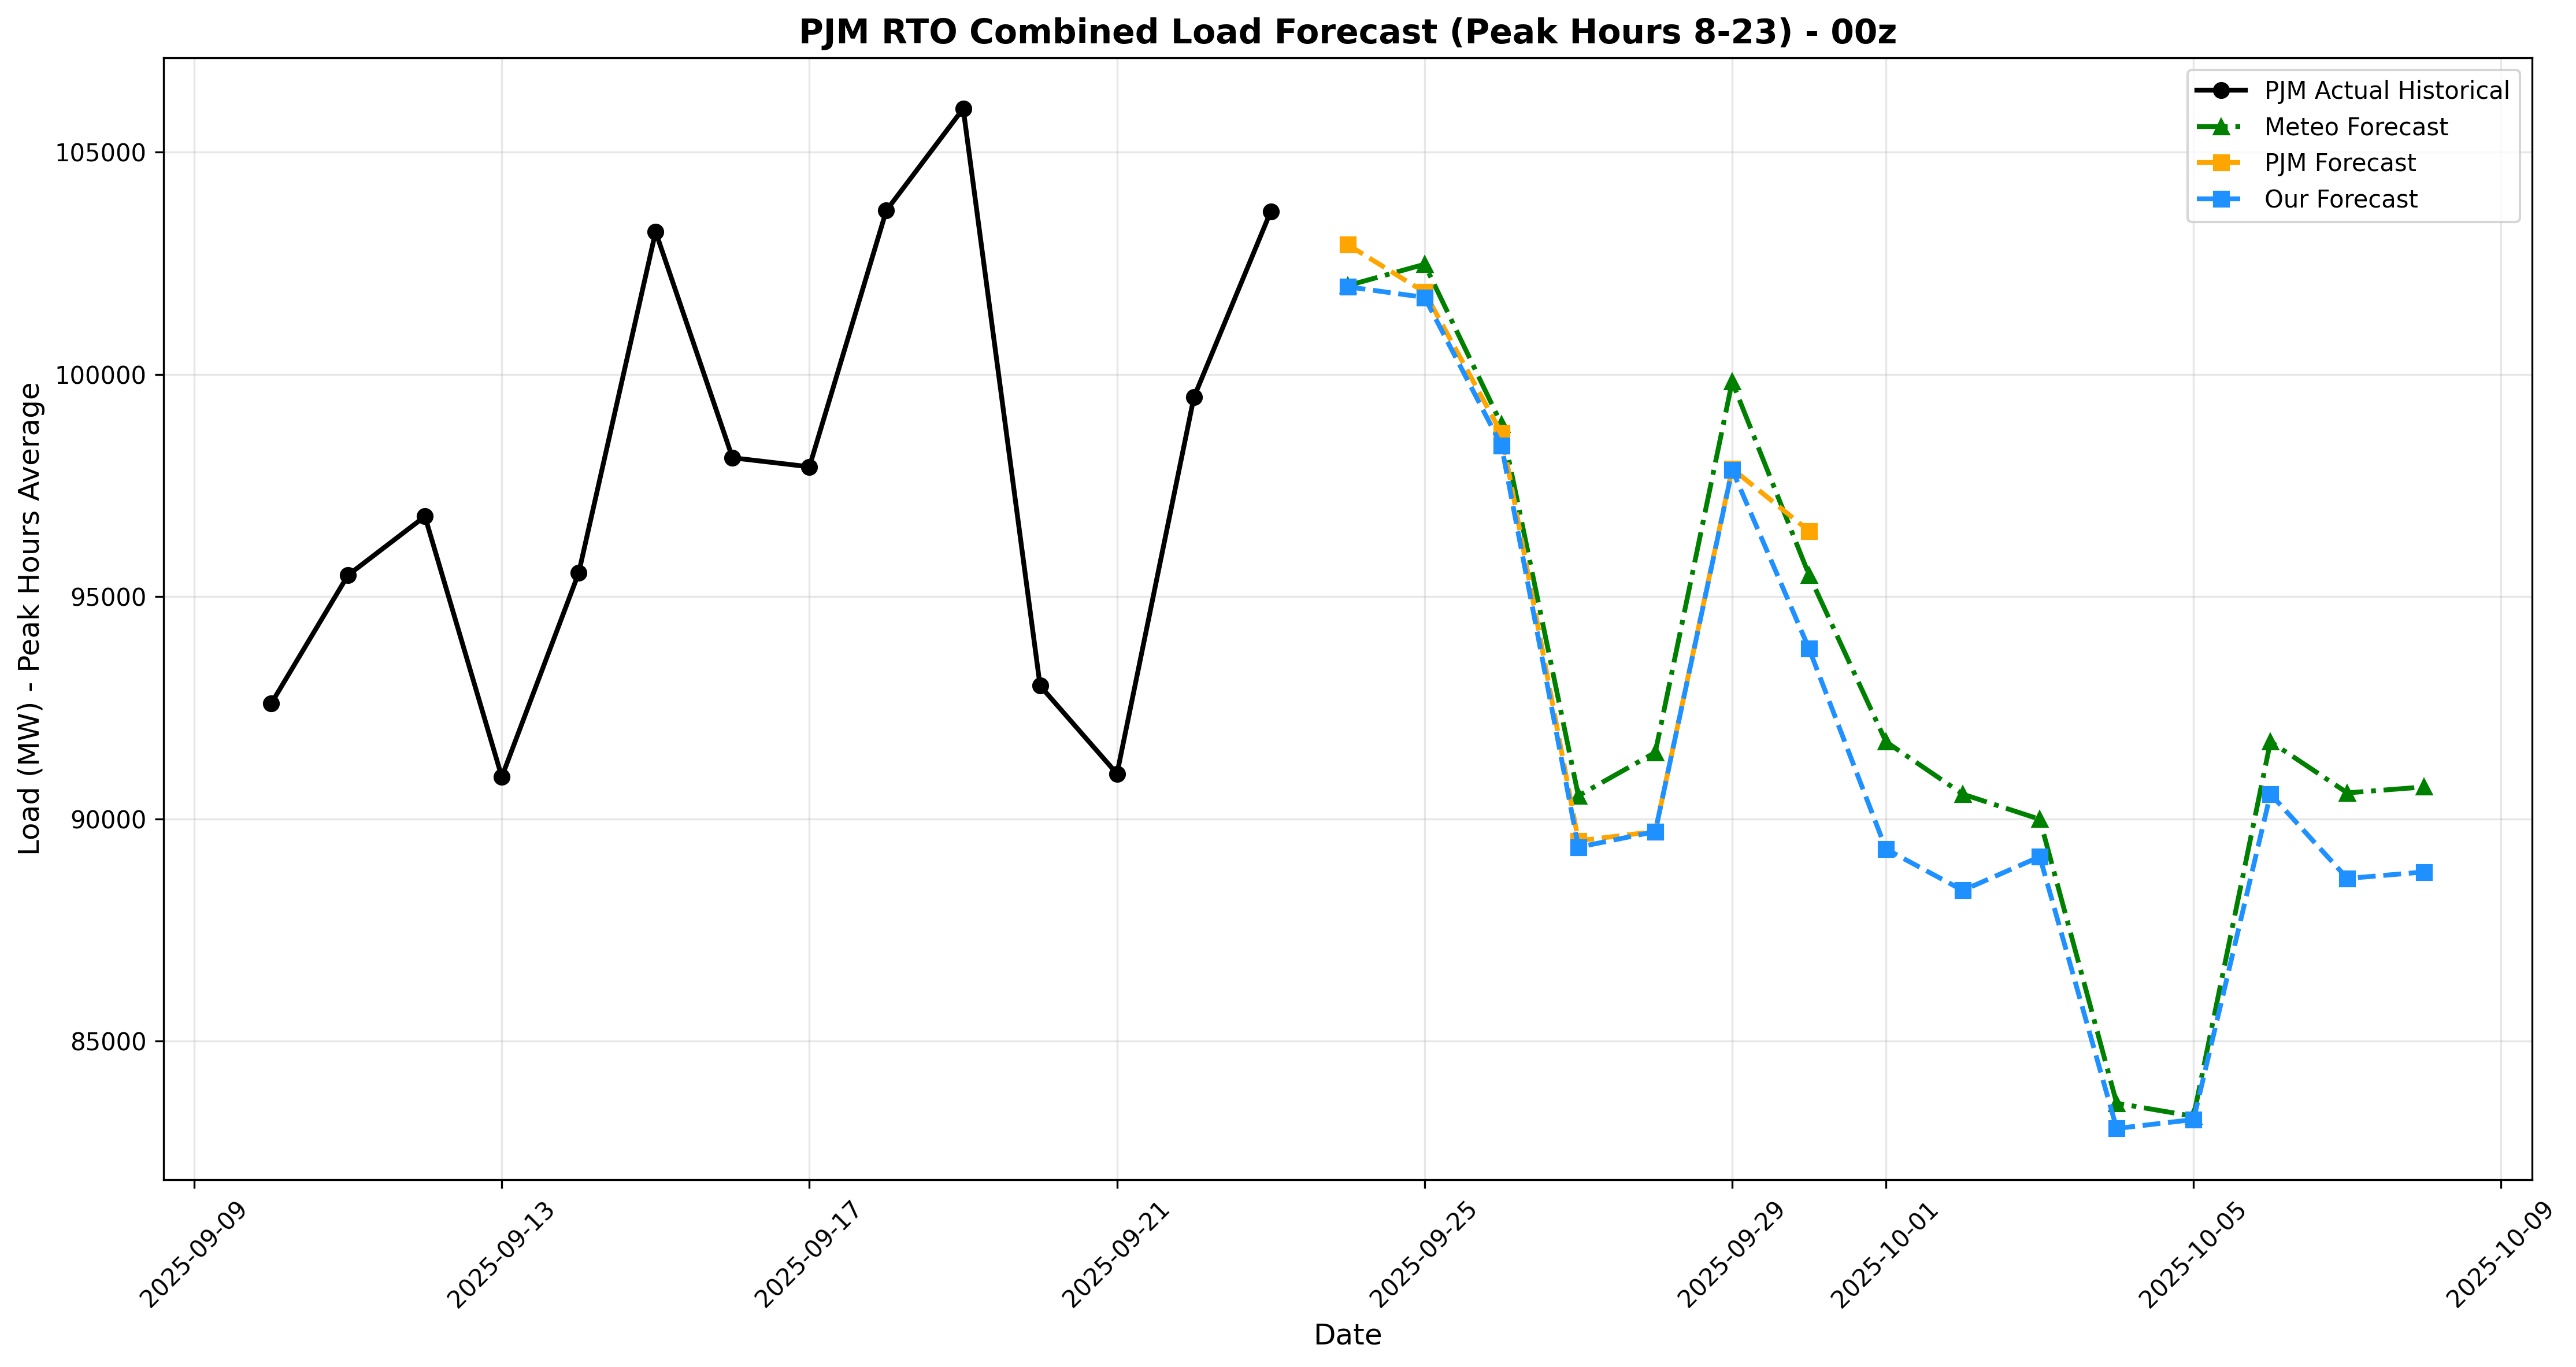 PJM RTO Combined Load Forecast (Peak Hours 8-23) - 00z
PJM Actual Historical
Meteo Forecast
PJM Forecast
Our Forecast
Load (MW) - Peak Hours Average
105000
100000
95000
90000
85000
2025-09-09
2025-09-13
2025-09-17
2025-09-21
2025-09-25
2025-09-29
2025-10-01
2025-10-05
2025-10-09
Date